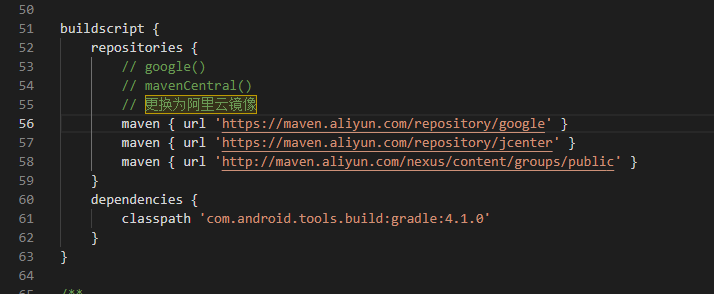 50
51 buildscript {
52 repositories {
53 // google()
54 // mavenCentral()
55 // 更换为阿里云镜像
56 maven { url 'https://maven.aliyun.com/repository/google' }
57 maven { url 'https://maven.aliyun.com/repository/jcenter' }
58 maven { url 'http://maven.aliyun.com/nexus/content/groups/public' }
59 }
60 dependencies {
61 classpath 'com.android.tools.build:gradle:4.1.0'
62 }
63 }
64
65 /**